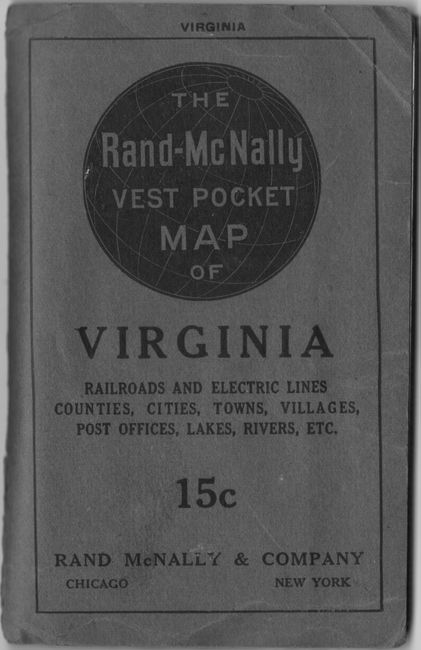 VIRGINIA
THE
Rand-McNally
VEST POCKET
MAP
OF
VIRGINIA
RAILROADS AND ELECTRIC LINES
COUNTIES, CITIES, TOWNS, VILLAGES,
POST OFFICES, LAKES, RIVERS, ETC.
15c
RAND McNALLY & COMPANY
CHICAGO NEW YORK